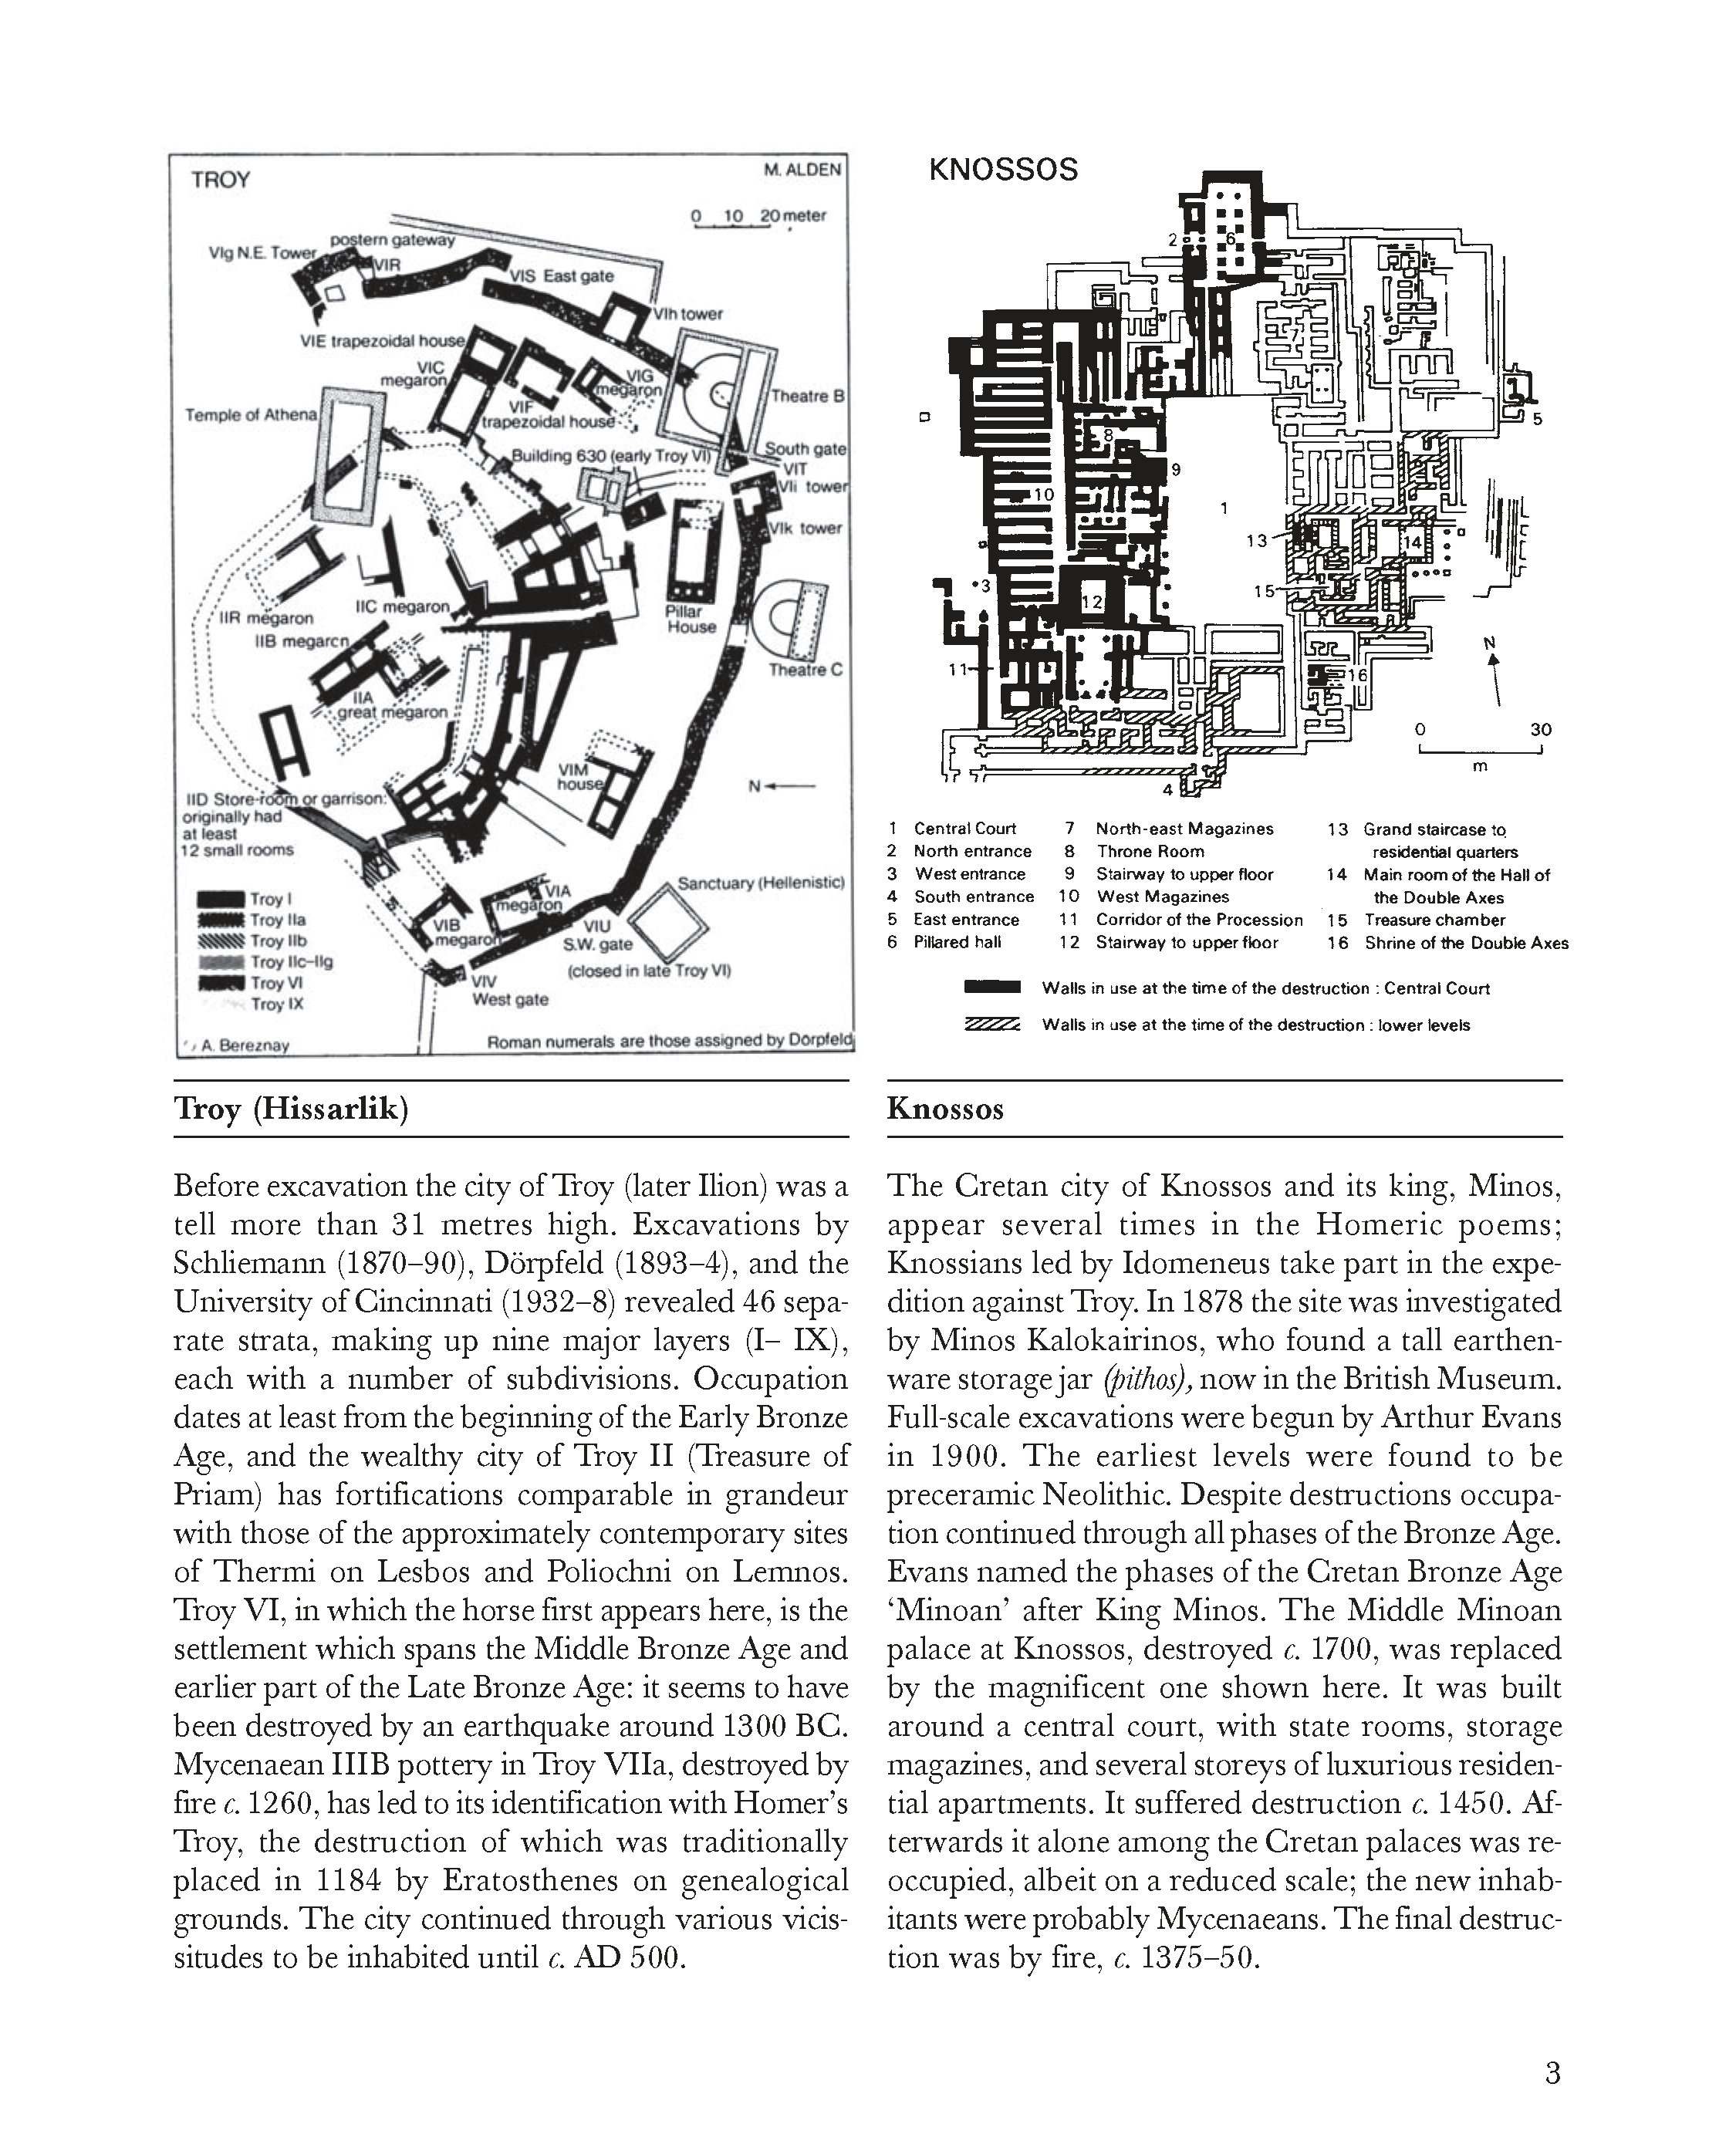 TROY
M. ALDEN
0 10 20 meter
postern gateway
VIg N.E. Tower
VIR
VIS East gate
VIh tower
VIE trapezoidal house
VIC
megaron
VIG
megaron
Theatre B
Temple of Athena
VIF
trapezoidal house
South gate
Building 630 (early Troy VI)
VIT
VIi tower
VIk tower
IIR megaron
IIC megaron
Pillar
House
IIB megaron
Theatre C
IIA
great megaron
VIM
house
N
IID Store-room or garrison:
originally had
at least
12 small rooms
Sanctuary (Hellenistic)
VIA
megaron
VIB
megaron
VIU
S.W. gate
(closed in late Troy VI)
VIV
West gate
Troy I
Troy IIa
Troy IIb
Troy IIc–IIg
Troy VI
Troy IX
A. Bereznay
Roman numerals are those assigned by Dörpfeld
KNOSSOS
2
6
5
8
9
10
1
13
14
3
15
12
11
16
N
0 30
m
4
1 Central Court
2 North entrance
3 West entrance
4 South entrance
5 East entrance
6 Pillared hall
7 North-east Magazines
8 Throne Room
9 Stairway to upper floor
10 West Magazines
11 Corridor of the Procession
12 Stairway to upper floor
13 Grand staircase to
residential quarters
14 Main room of the Hall of
the Double Axes
15 Treasure chamber
16 Shrine of the Double Axes
Walls in use at the time of the destruction : Central Court
Walls in use at the time of the destruction : lower levels
Troy (Hissarlik)
Before excavation the city of Troy (later Ilion) was a
tell more than 31 metres high. Excavations by
Schliemann (1870–90), Dörpfeld (1893–4), and the
University of Cincinnati (1932–8) revealed 46 sepa-
rate strata, making up nine major layers (I– IX),
each with a number of subdivisions. Occupation
dates at least from the beginning of the Early Bronze
Age, and the wealthy city of Troy II (Treasure of
Priam) has fortifications comparable in grandeur
with those of the approximately contemporary sites
of Thermi on Lesbos and Poliochni on Lemnos.
Troy VI, in which the horse first appears here, is the
settlement which spans the Middle Bronze Age and
earlier part of the Late Bronze Age: it seems to have
been destroyed by an earthquake around 1300 BC.
Mycenaean IIIB pottery in Troy VIIa, destroyed by
fire c. 1260, has led to its identification with Homer’s
Troy, the destruction of which was traditionally
placed in 1184 by Eratosthenes on genealogical
grounds. The city continued through various vicis-
situdes to be inhabited until c. AD 500.
Knossos
The Cretan city of Knossos and its king, Minos,
appear several times in the Homeric poems;
Knossians led by Idomeneus take part in the expe-
dition against Troy. In 1878 the site was investigated
by Minos Kalokairinos, who found a tall earthen-
ware storage jar (pithos), now in the British Museum.
Full-scale excavations were begun by Arthur Evans
in 1900. The earliest levels were found to be
preceramic Neolithic. Despite destructions occupa-
tion continued through all phases of the Bronze Age.
Evans named the phases of the Cretan Bronze Age
‘Minoan’ after King Minos. The Middle Minoan
palace at Knossos, destroyed c. 1700, was replaced
by the magnificent one shown here. It was built
around a central court, with state rooms, storage
magazines, and several storeys of luxurious residen-
tial apartments. It suffered destruction c. 1450. Af-
terwards it alone among the Cretan palaces was re-
occupied, albeit on a reduced scale; the new inhab-
itants were probably Mycenaeans. The final destruc-
tion was by fire, c. 1375–50.
3